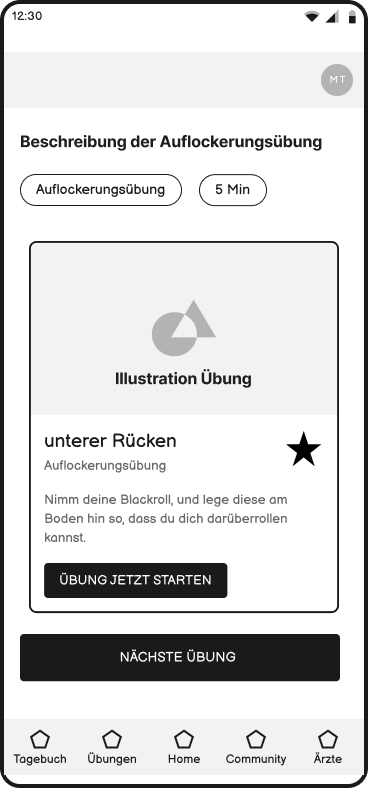 12:30
MT
Beschreibung der Auflockerungsübung
Auflockerungsübung
5 Min
Illustration Übung
unterer Rücken
Auflockerungsübung
Nimm deine Blackroll, und lege diese am
Boden hin so, dass du dich darüberrollen
kannst.
ÜBUNG JETZT STARTEN
NÄCHSTE ÜBUNG
Tagebuch
Übungen
Home
Community
Ärzte